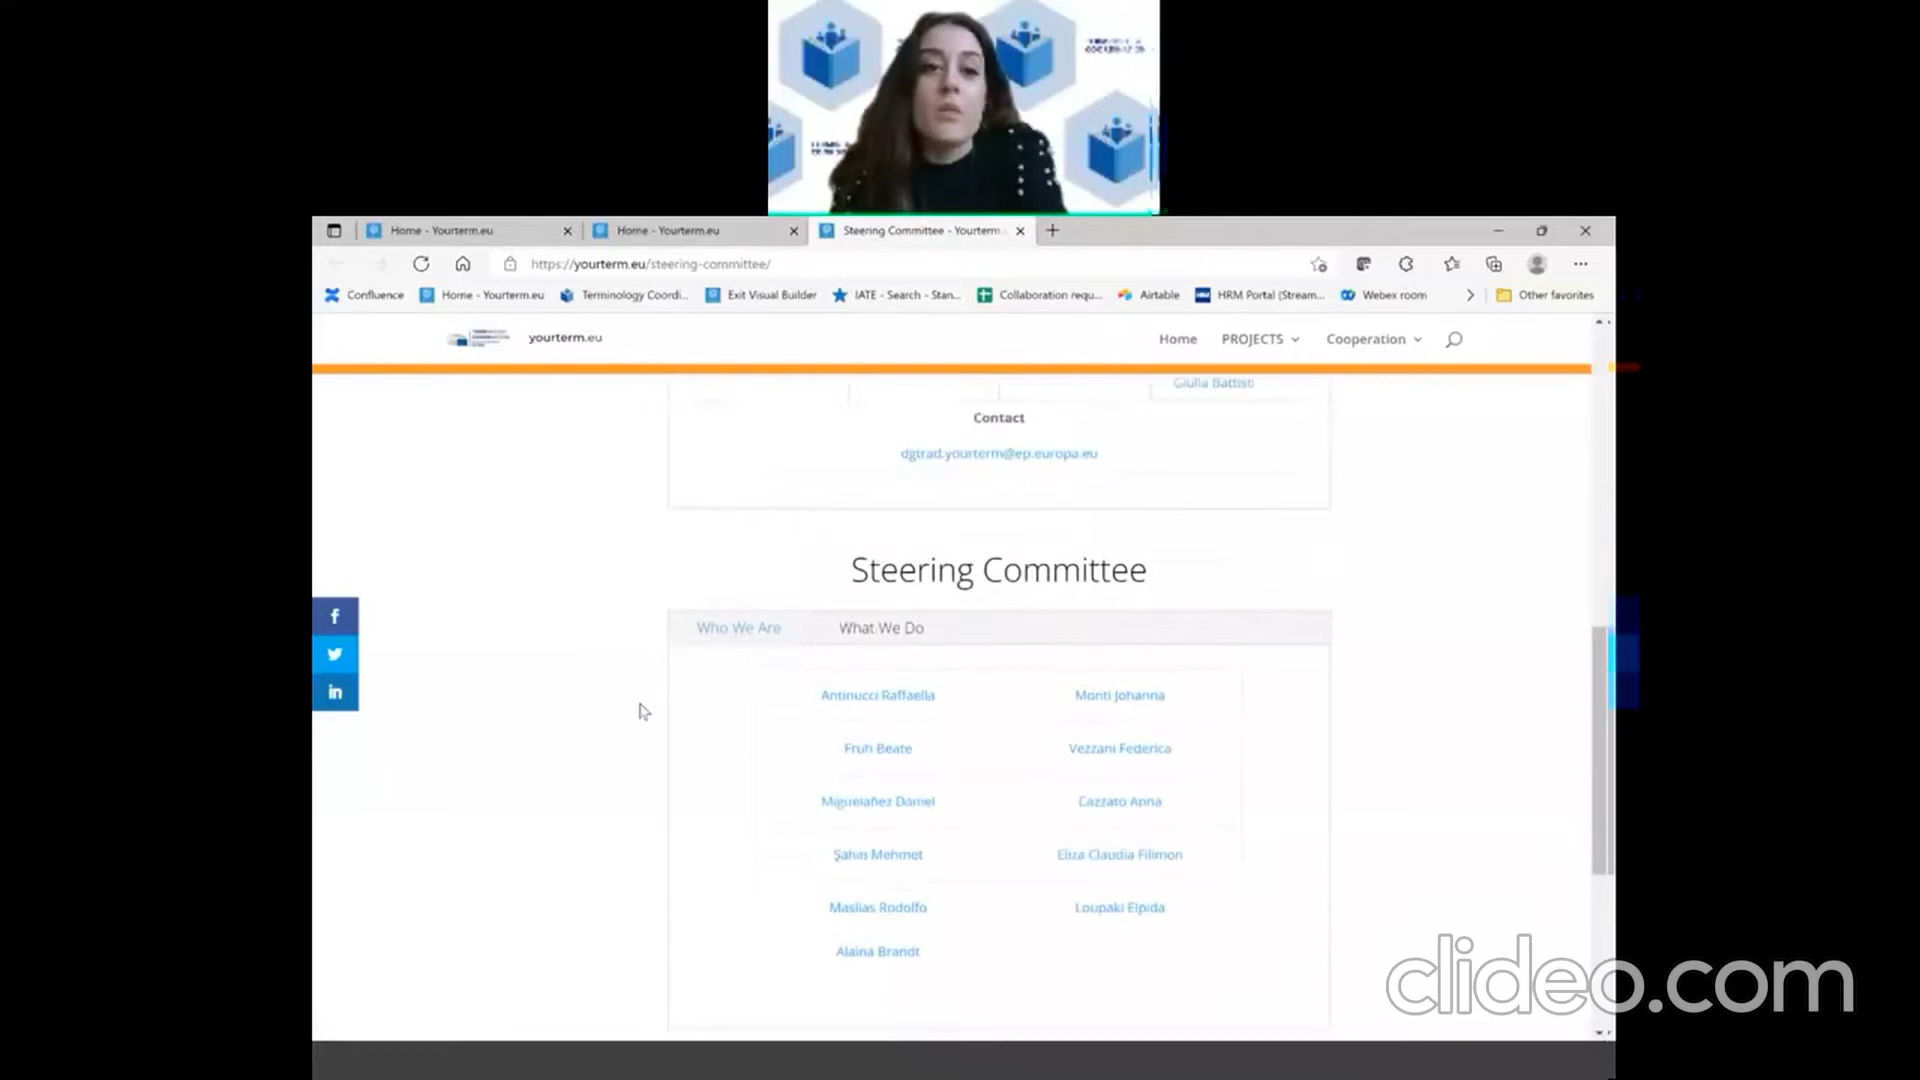 Home - Yourterm.eu
Home - Yourterm.eu
Steering Committee - Yourterm.
https://yourterm.eu/steering-committee/
Confluence
Home - Yourterm.eu
Terminology Coordi...
Exit Visual Builder
IATE - Search - Stan...
Collaboration requ...
Airtable
HRM Portal (Stream...
Webex room
Other favorites
yourterm.eu
Home
PROJECTS
Cooperation
Giulia Battisti
Contact
dgtrad.yourterm@ep.europa.eu
Steering Committee
Who We Are
What We Do
Antinucci Raffaella
Monti Johanna
Fruh Beate
Vezzani Federica
Migueláñez Daniel
Cazzato Anna
Şahin Mehmet
Eliza Claudia Filimon
Maslias Rodolfo
Loupaki Elpida
Alaina Brandt
clideo.com